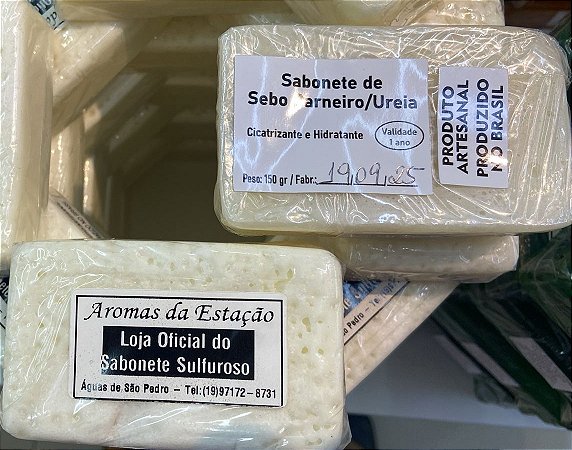 Sabonete de
Sebo Carneiro/Ureia
Cicatrizante e Hidratante
Validade
1 ano
Peso: 150 gr / Fabr.: 19,09,25
PRODUTO
ARTESANAL
PRODUZIDO
NO BRASIL
Aromas da Estação
Loja Oficial do
Sabonete Sulfuroso
Águas de São Pedro – Tel:(19)97172-8731